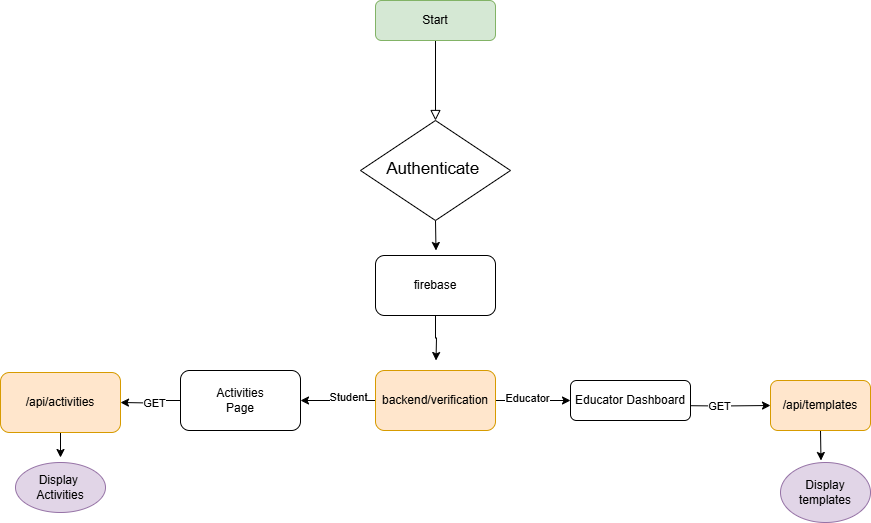 Start
Authenticate
firebase
/api/activities
GET
Activities
Page
Student
backend/verification
Educator
Educator Dashboard
GET
/api/templates
Display
Activities
Display
templates